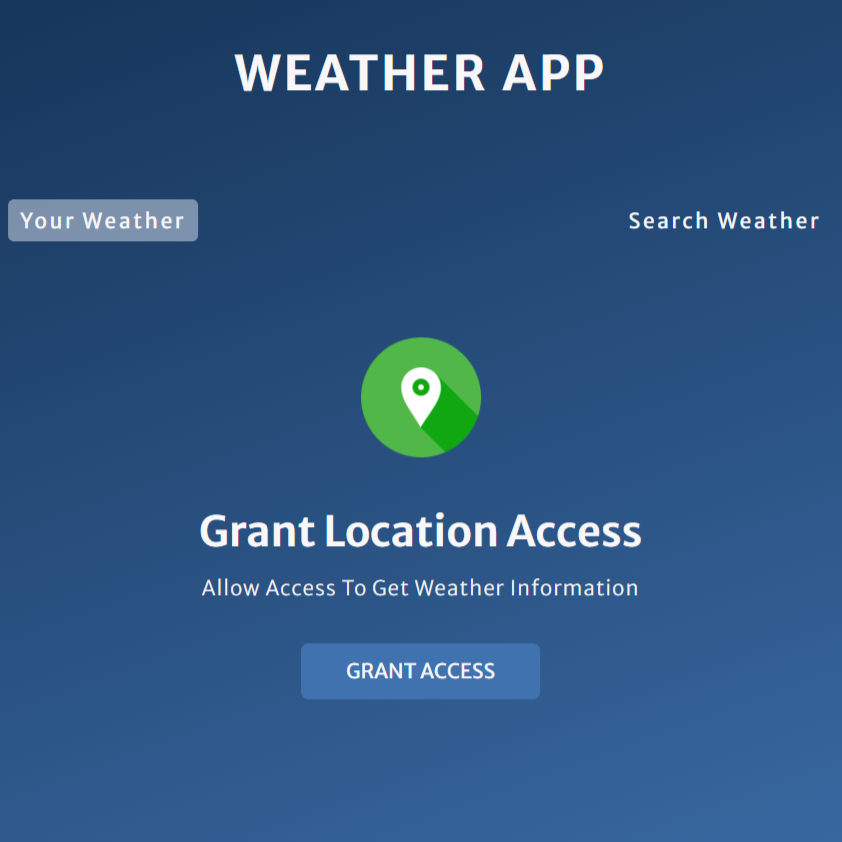 WEATHER APP
Your Weather
Search Weather
Grant Location Access
Allow Access To Get Weather Information
GRANT ACCESS